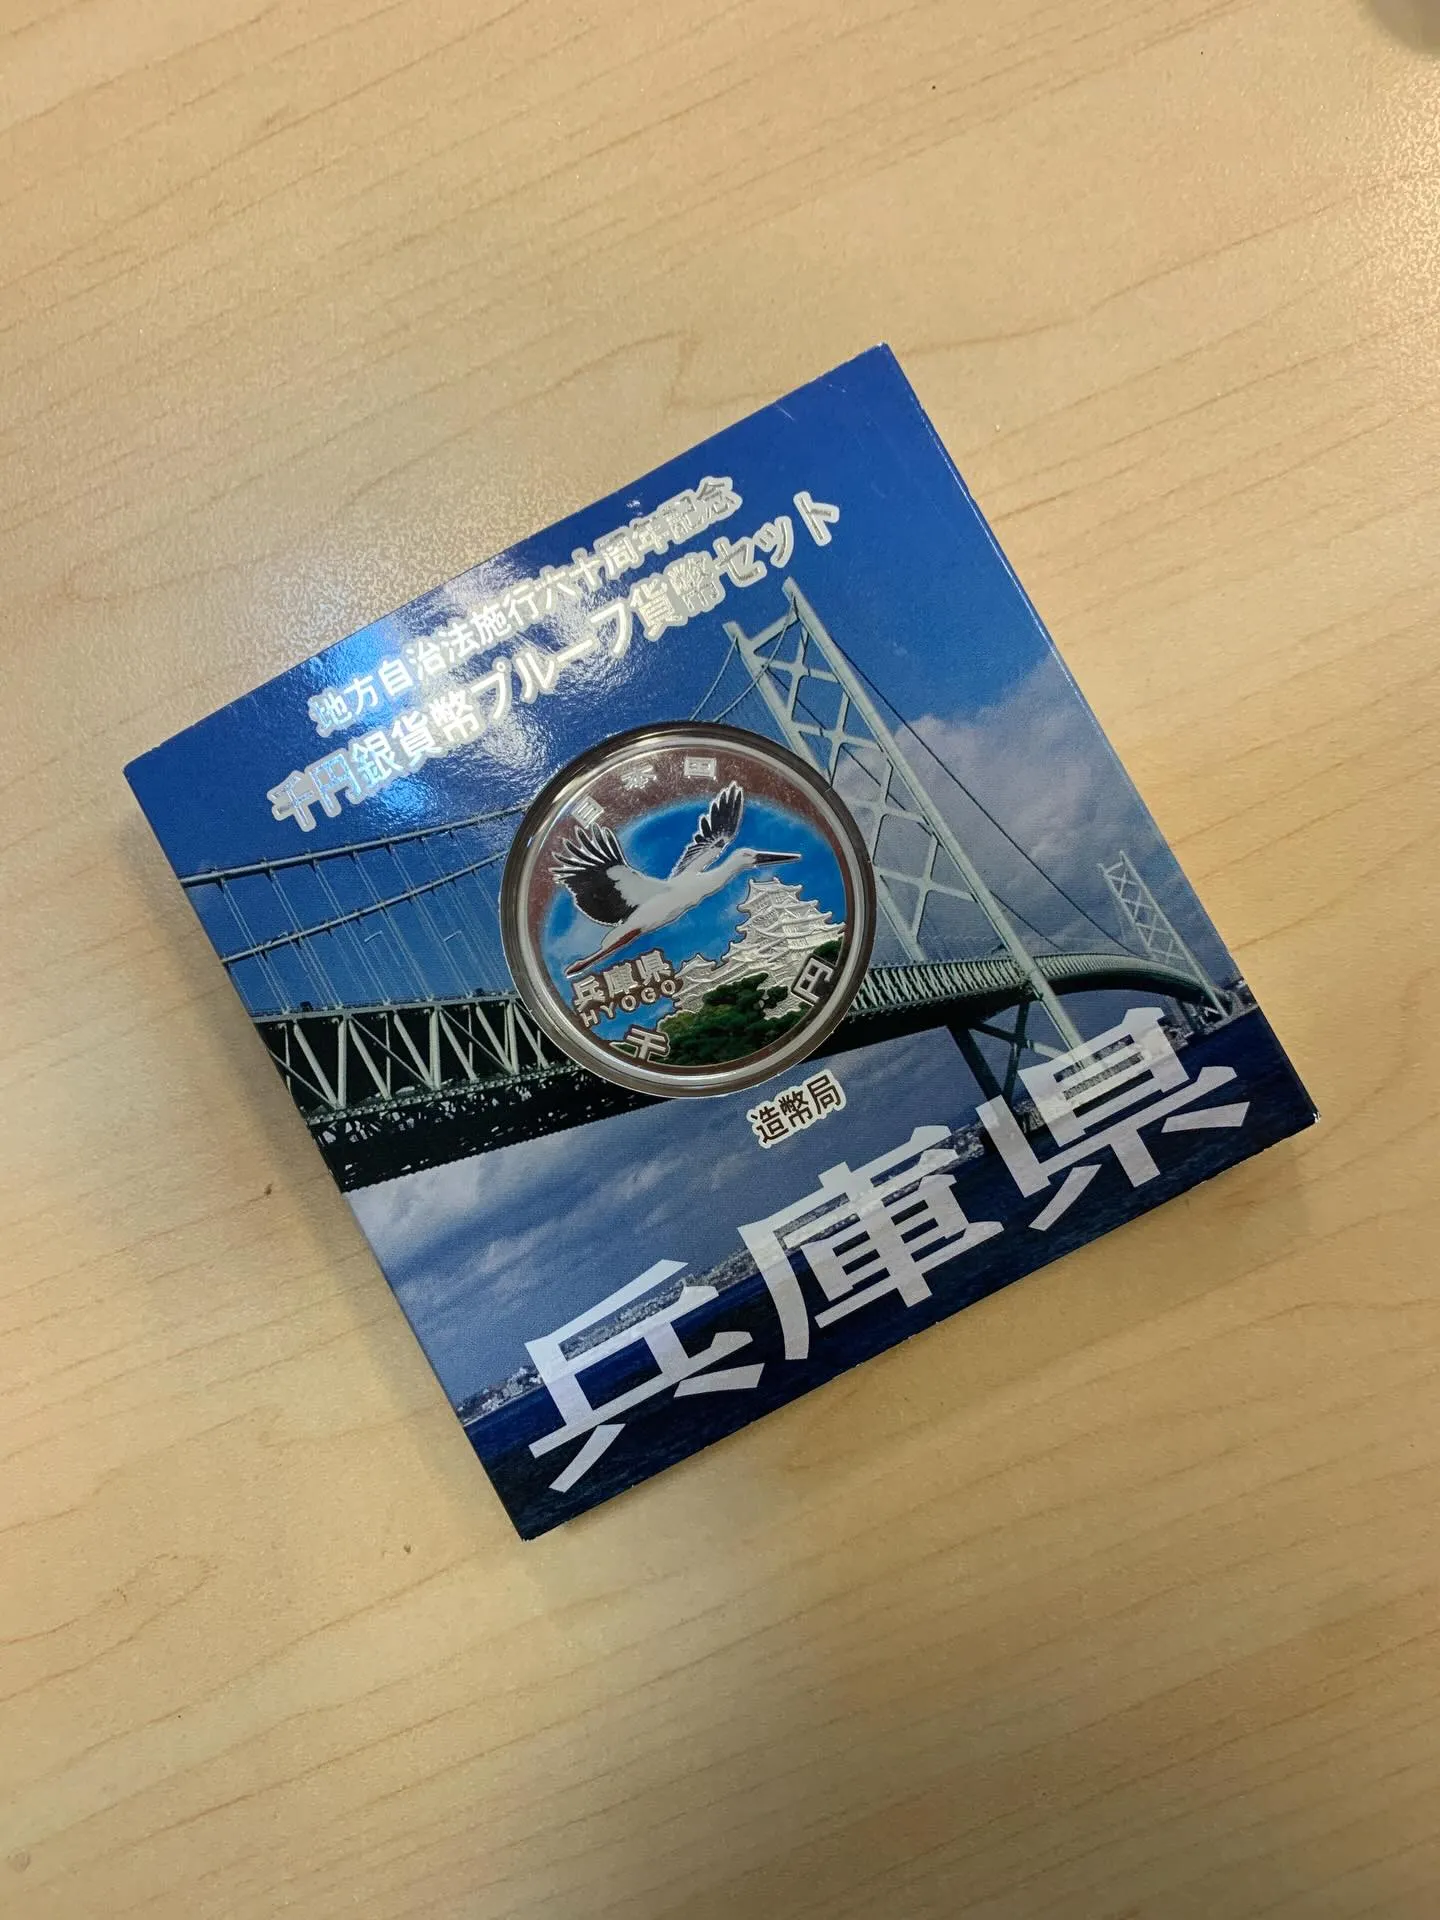 地方自治法施行六十周年記念
千円銀貨幣プルーフ貨幣セット
日本国
兵庫県
HYOGO
千円
造幣局
兵庫県